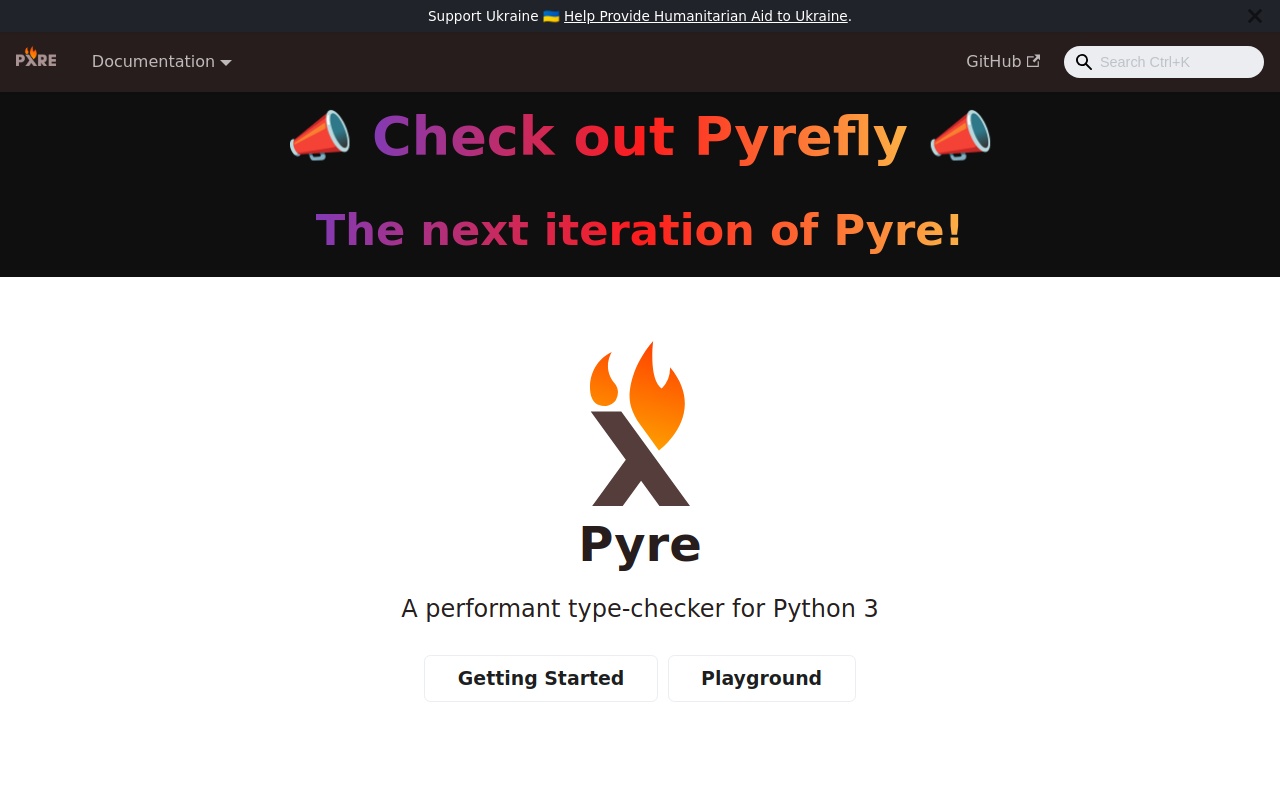 Support Ukraine 🇺🇦 Help Provide Humanitarian Aid to Ukraine.
PYRE
Documentation
GitHub
Search Ctrl+K
📣 Check out Pyrefly 📣
The next iteration of Pyre!
Pyre
A performant type-checker for Python 3
Getting Started
Playground